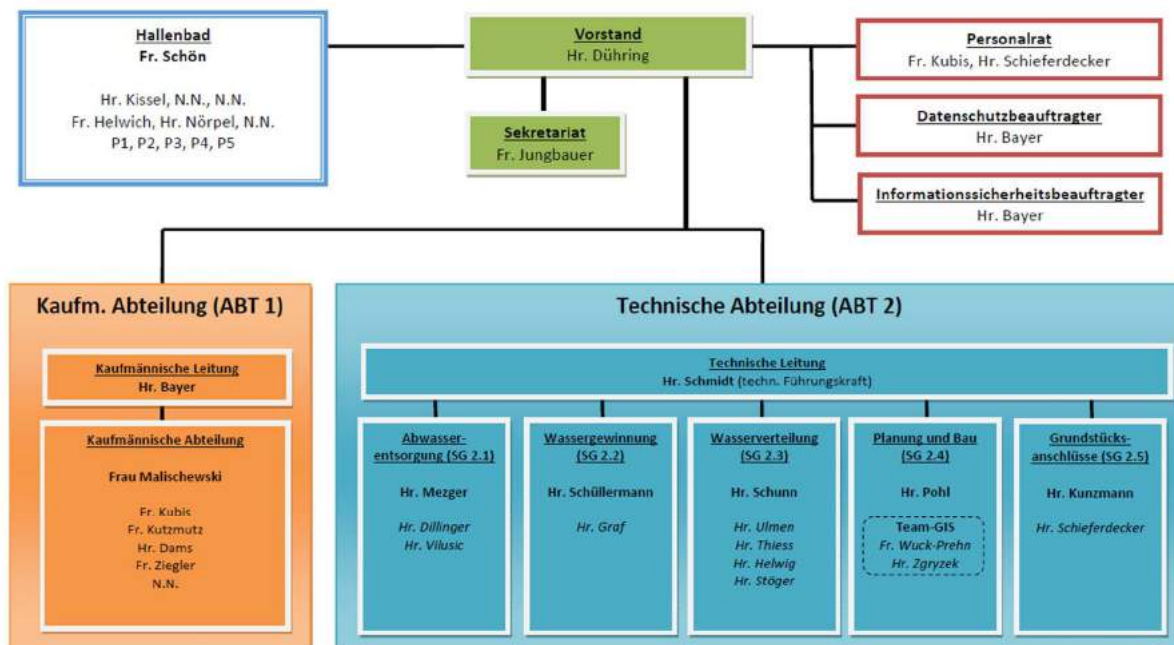 Hallenbad
Fr. Schön
Hr. Kissel, N.N., N.N.
Fr. Helwich, Hr. Nörpel, N.N.
P1, P2, P3, P4, P5
Vorstand
Hr. Dühring
Sekretariat
Fr. Jungbauer
Personalrat
Fr. Kubis, Hr. Schieferdecker
Datenschutzbeauftragter
Hr. Bayer
Informationssicherheitsbeauftragter
Hr. Bayer
Kaufm. Abteilung (ABT 1)
Kaufmännische Leitung
Hr. Bayer
Kaufmännische Abteilung
Frau Malischewski
Fr. Kubis
Fr. Kutzmutz
Hr. Dams
Fr. Ziegler
N.N.
Technische Abteilung (ABT 2)
Technische Leitung
Hr. Schmidt (techn. Führungskraft)
Abwasser-
entsorgung (SG 2.1)
Hr. Mezger
Hr. Dillinger
Hr. Vilusic
Wassergewinnung
(SG 2.2)
Hr. Schüllermann
Hr. Graf
Wasserverteilung
(SG 2.3)
Hr. Schunn
Hr. Ulmen
Hr. Thiess
Hr. Helwig
Hr. Stöger
Planung und Bau
(SG 2.4)
Hr. Pohl
Team-GIS
Fr. Wuck-Prehn
Hr. Zgryzek
Grundstücks-
anschlüsse (SG 2.5)
Hr. Kunzmann
Hr. Schieferdecker